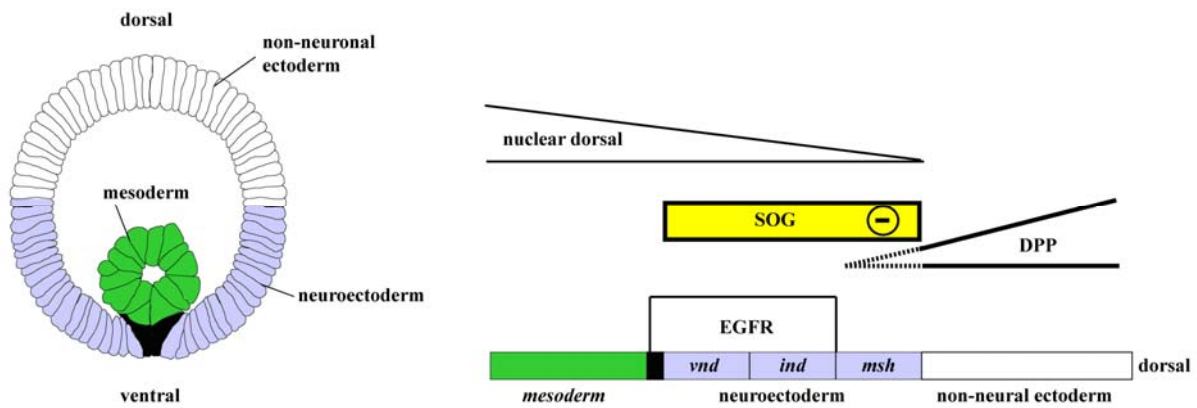 dorsal
non-neuronal
ectoderm
mesoderm
neuroectoderm
ventral
nuclear dorsal
SOG
DPP
EGFR
vnd ind msh dorsal
mesoderm neuroectoderm non-neural ectoderm